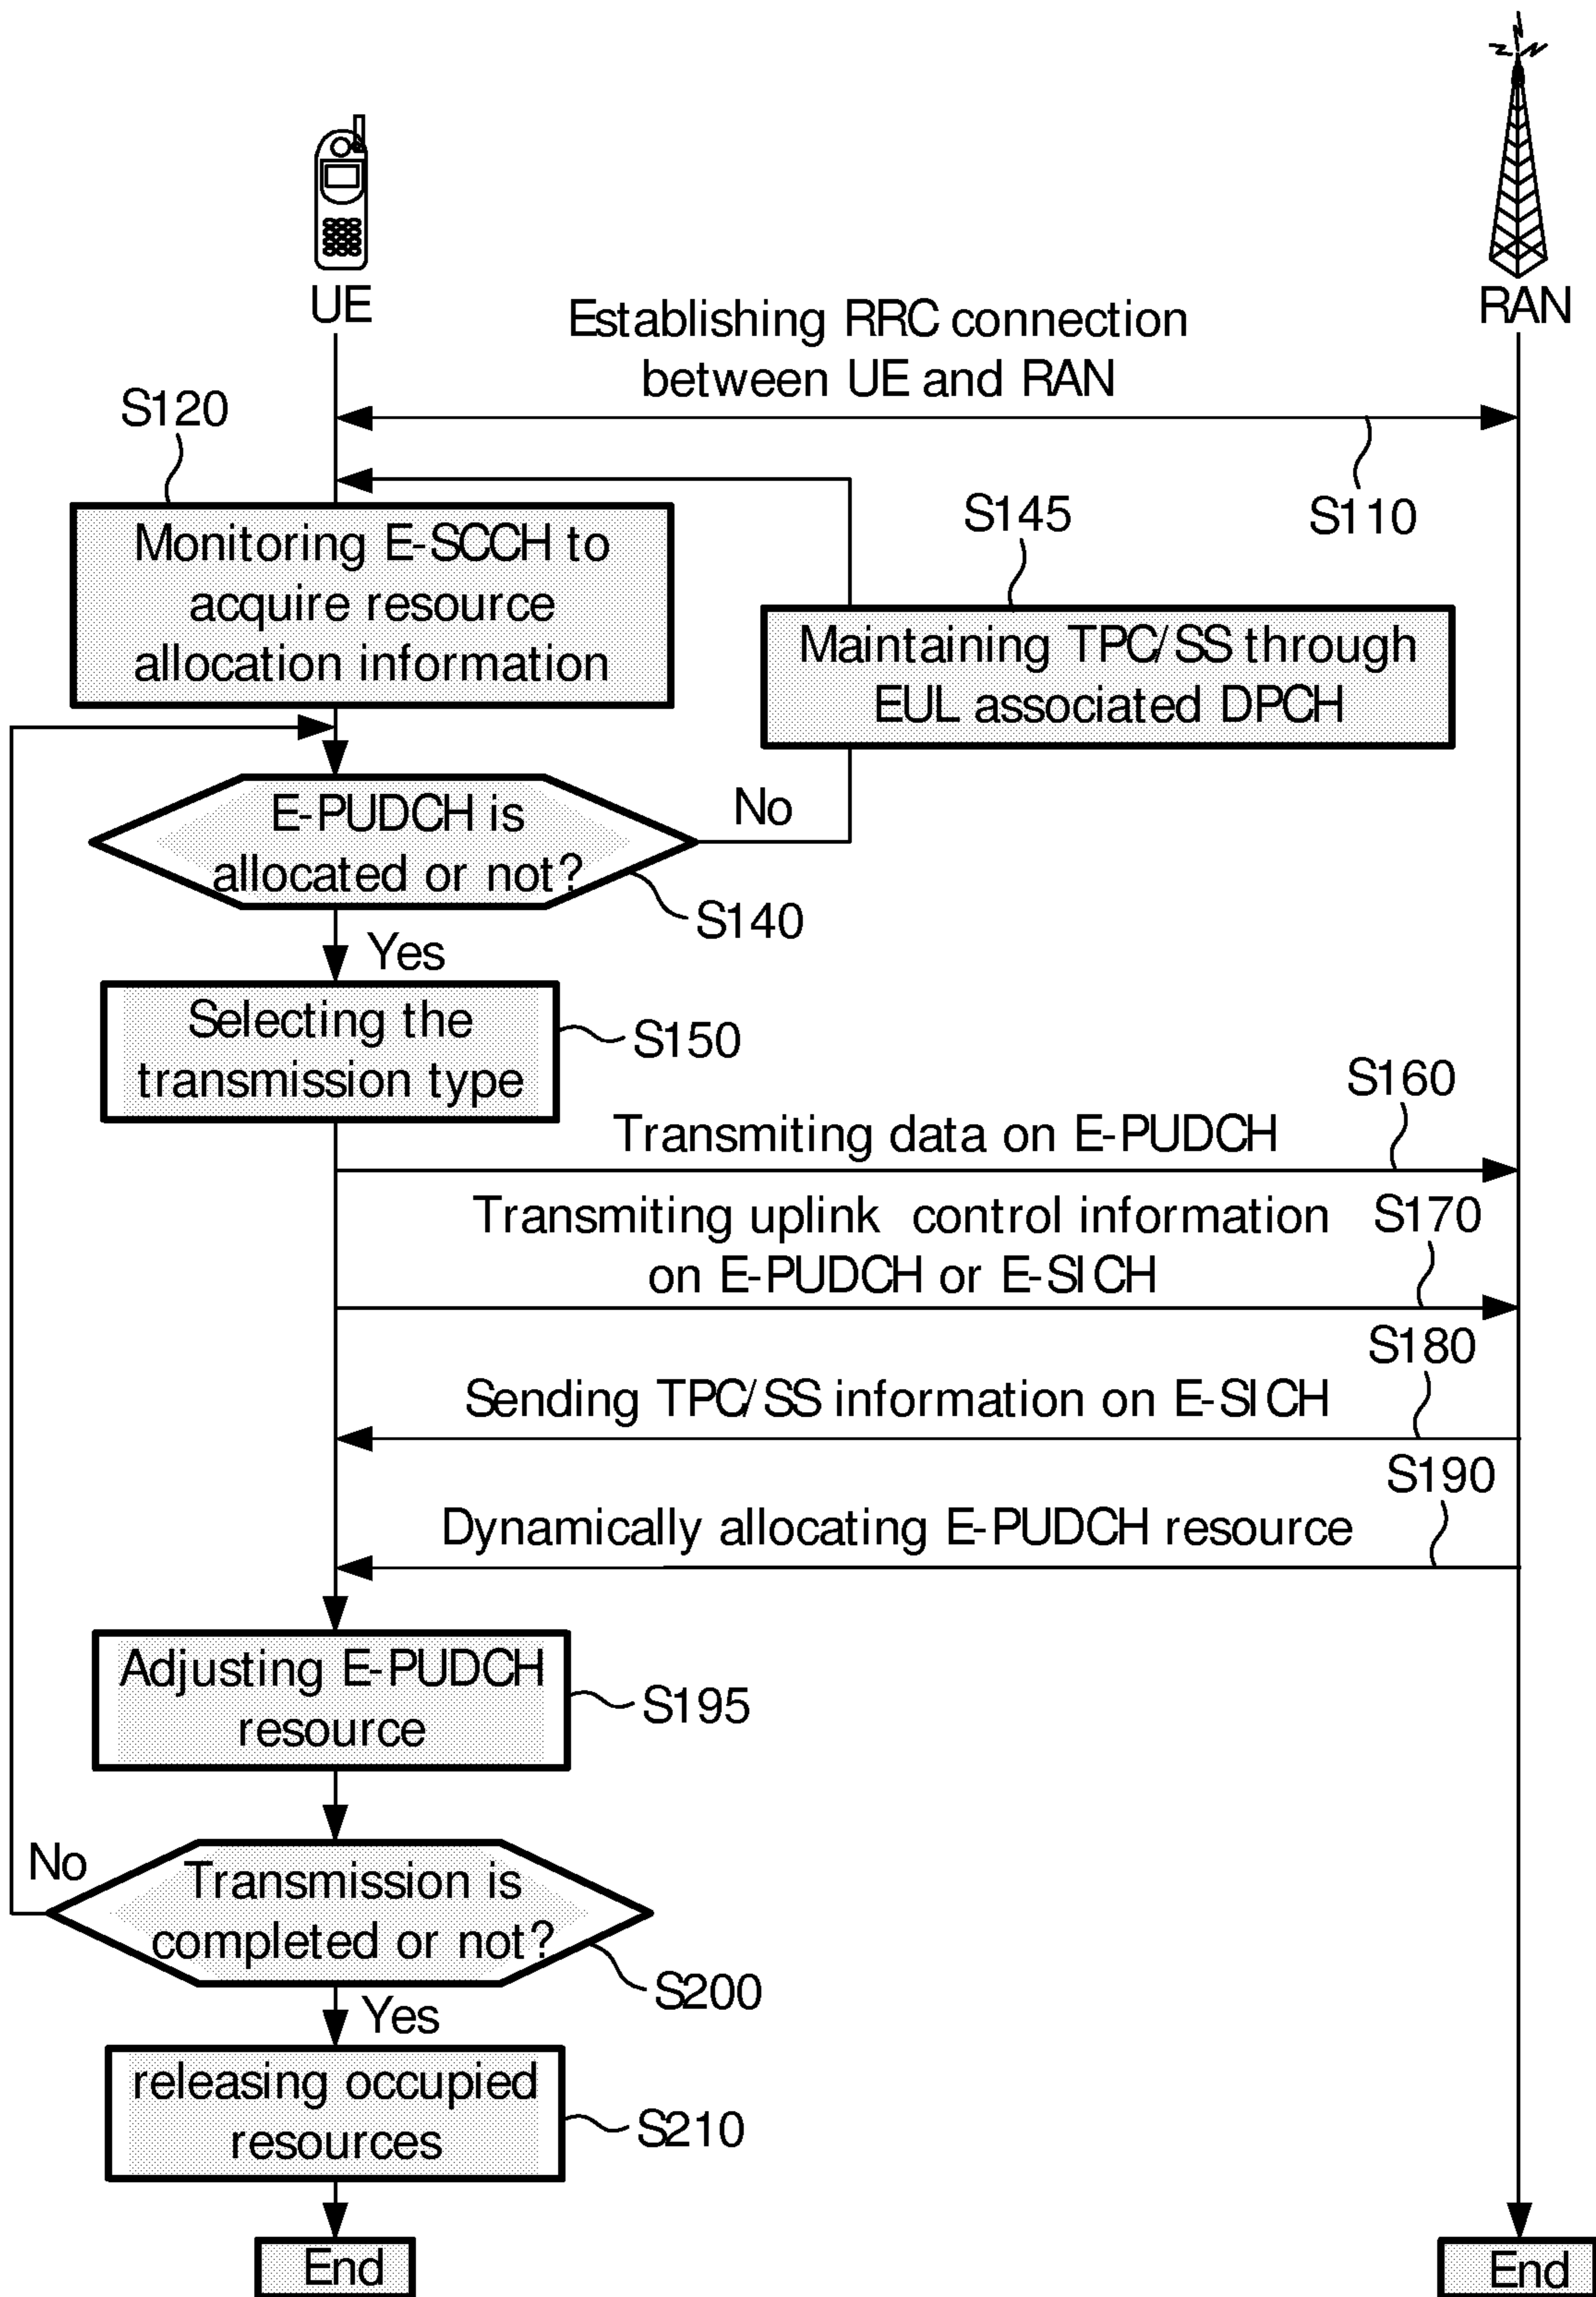 UE
RAN
Establishing RRC connection
between UE and RAN
S110
S120
Monitoring E-SCCH to
acquire resource
allocation information
S145
Maintaining TPC/SS through
EUL associated DPCH
E-PUDCH is
allocated or not?
No
S140
Yes
Selecting the
transmission type
S150
S160
Transmiting data on E-PUDCH
Transmiting uplink control information
on E-PUDCH or E-SICH
S170
S180
Sending TPC/SS information on E-SICH
S190
Dynamically allocating E-PUDCH resource
Adjusting E-PUDCH
resource
S195
No
Transmission is
completed or not?
S200
Yes
releasing occupied
resources
S210
End
End